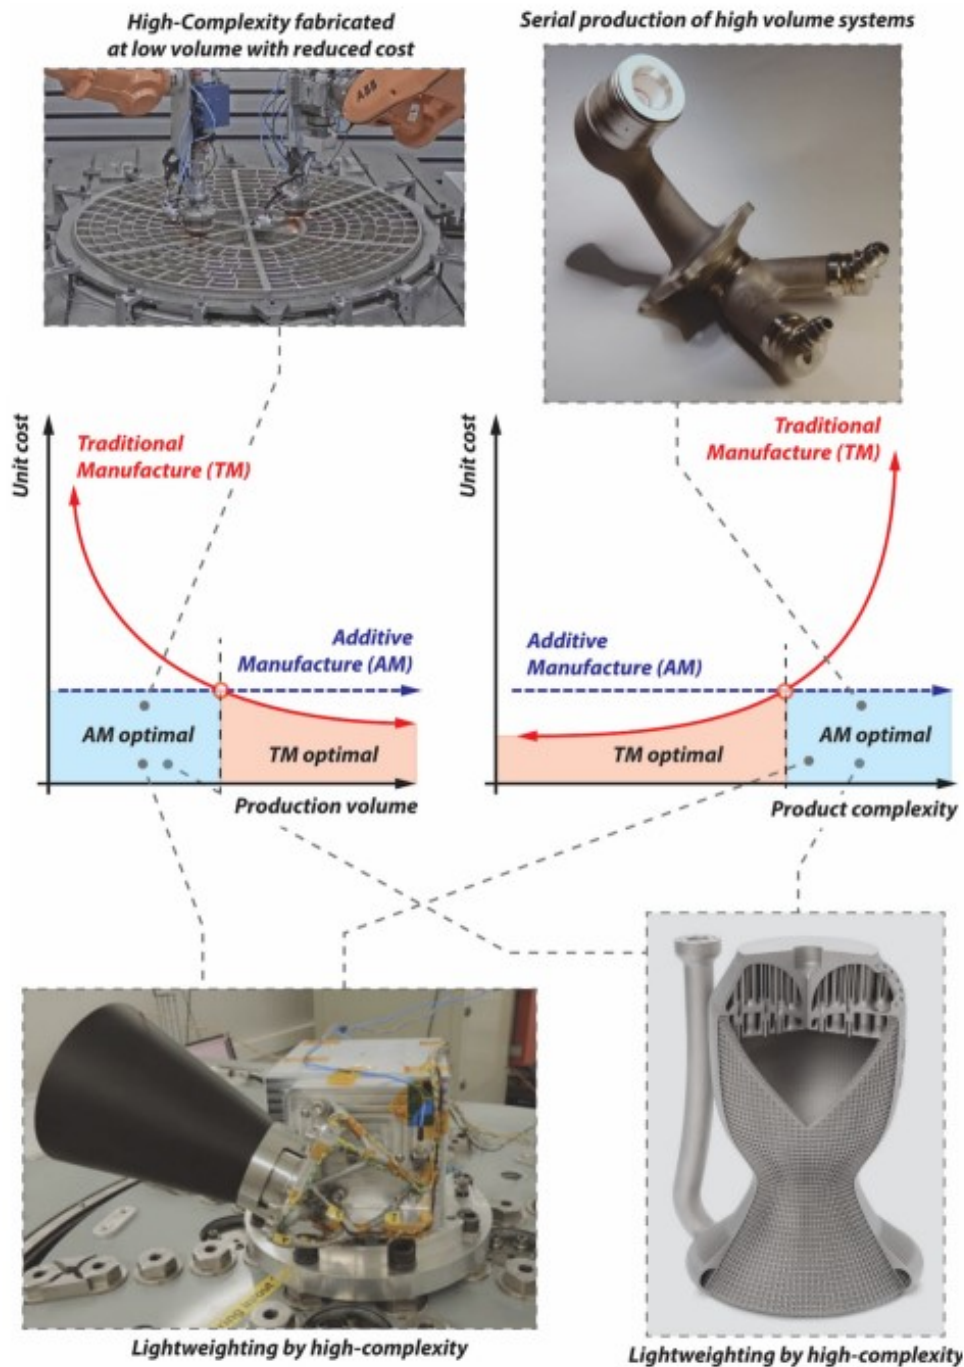 High-Complexity fabricated
at low volume with reduced cost
Serial production of high volume systems
ABB
Unit cost
Traditional
Manufacture (TM)
Additive
Manufacture (AM)
AM optimal
TM optimal
Production volume
Unit cost
Traditional
Manufacture (TM)
Additive
Manufacture (AM)
TM optimal
AM optimal
Product complexity
Lightweighting by high-complexity
Lightweighting by high-complexity